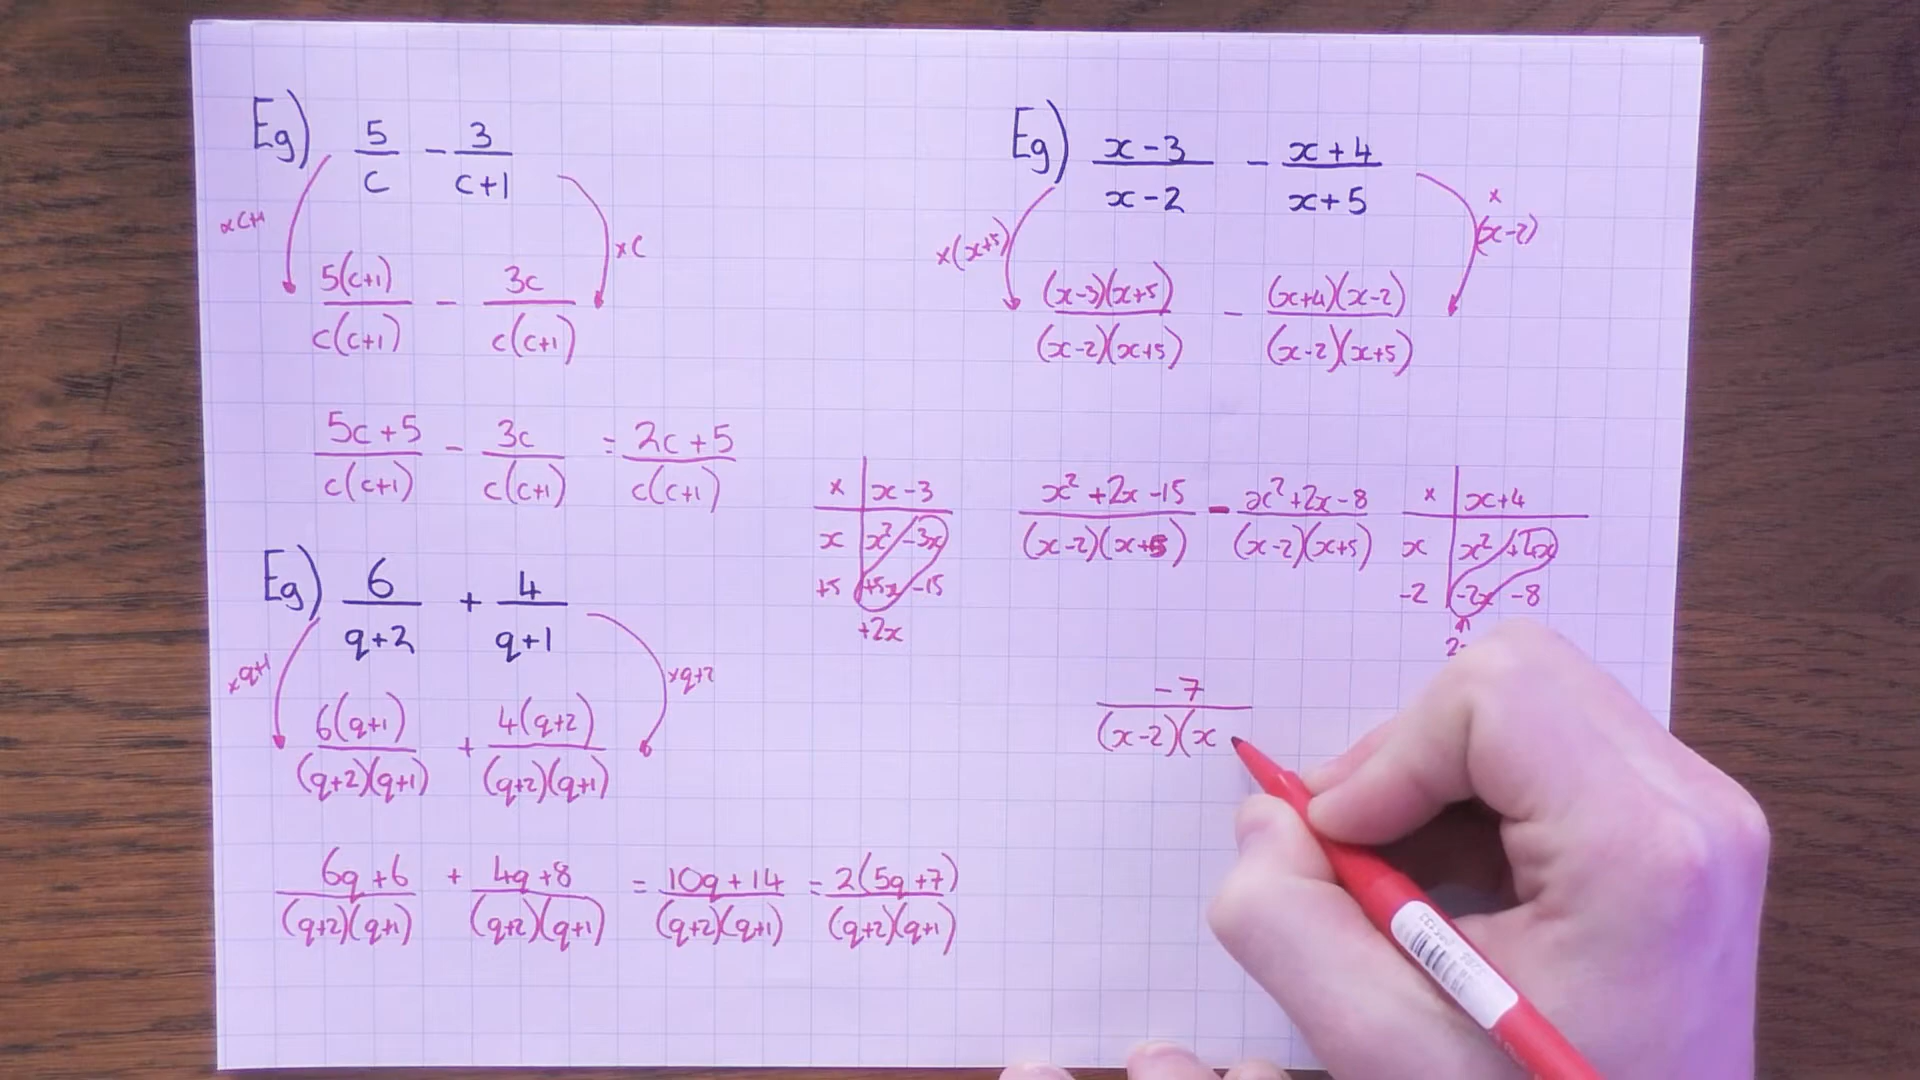 Eg) 5/c - 3/(c+1)
xc+1
xc
5(c+1)/c(c+1) - 3c/c(c+1)
(5c+5)/c(c+1) - 3c/c(c+1) = (2c+5)/c(c+1)
Eg) 6/(q+2) + 4/(q+1)
xq+1
xq+2
6(q+1)/(q+2)(q+1) + 4(q+2)/(q+2)(q+1)
(6q+6)/(q+2)(q+1) + (4q+8)/(q+2)(q+1) = (10q+14)/(q+2)(q+1) = 2(5q+7)/(q+2)(q+1)
Eg) (x-3)/(x-2) - (x+4)/(x+5)
x(x+5)
x
(x-2)
(x-3)(x+5)/(x-2)(x+5) - (x+4)(x-2)/(x-2)(x+5)
x | x-3
x | x² -3x
+5 | +5x -15
+2x
(x²+2x-15)/(x-2)(x+5) - (x²+2x-8)/(x-2)(x+5)
x | x+4
x | x² +4x
-2 | -2x -8
-7/(x-2)(x